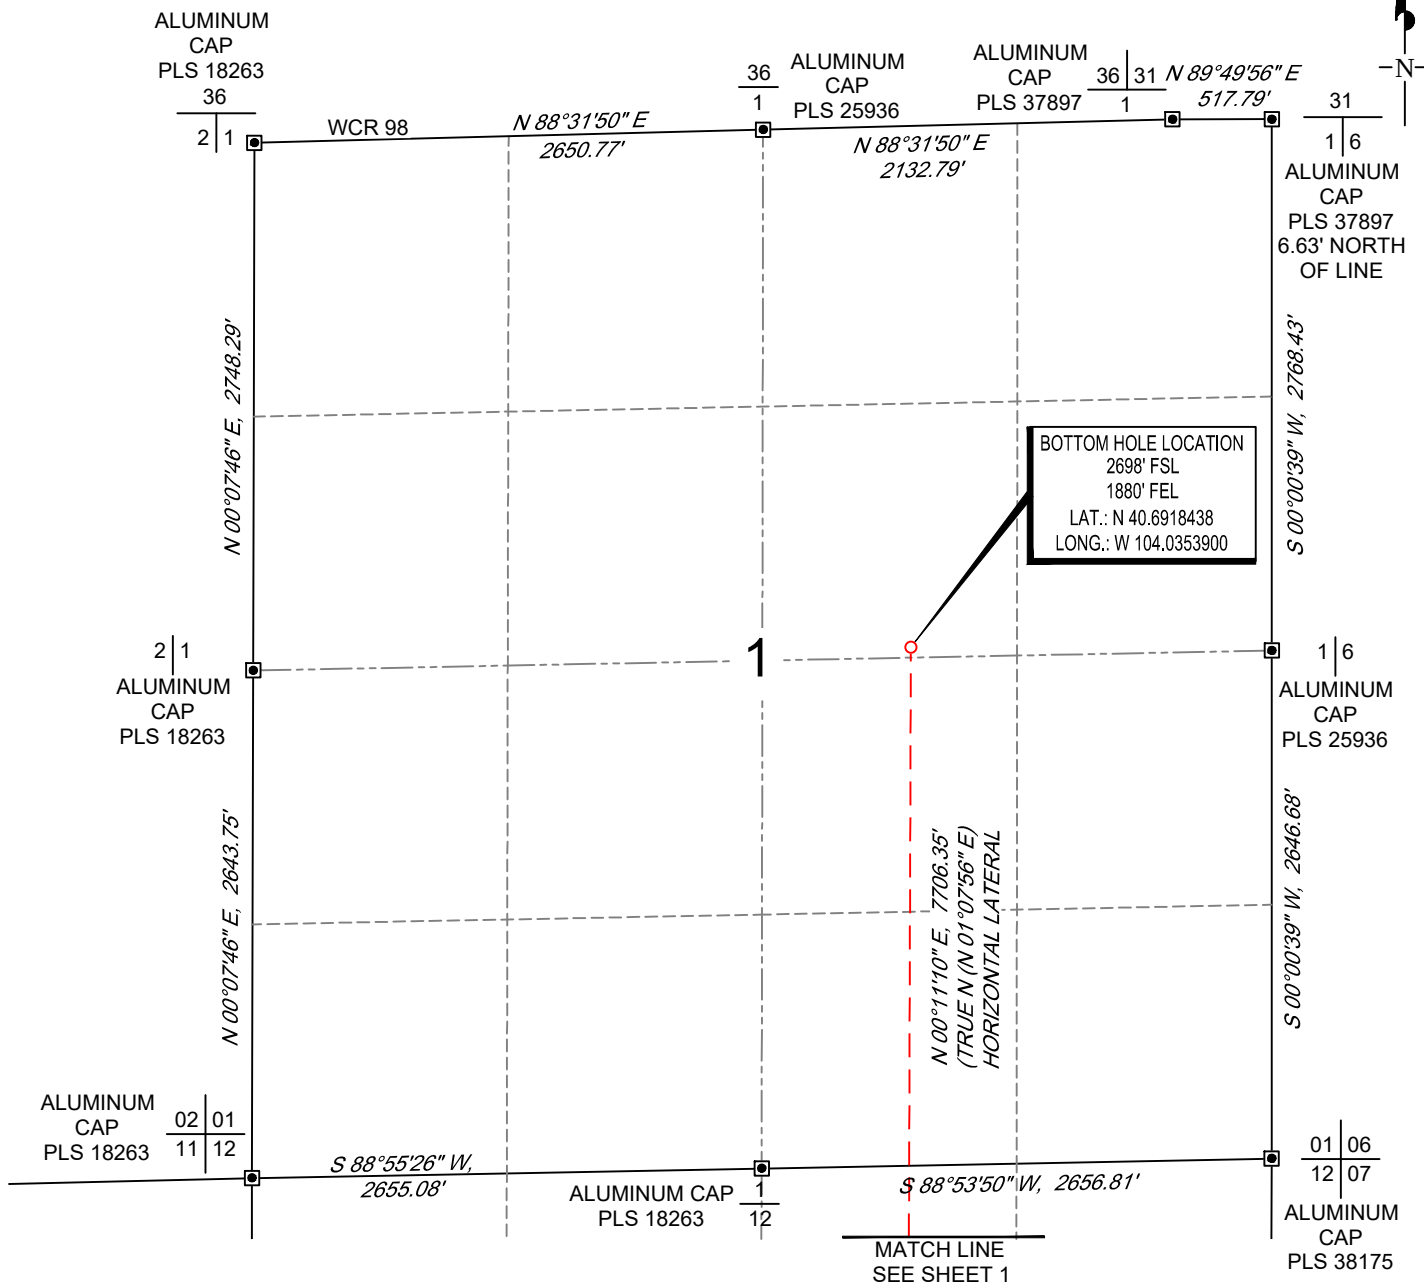 ALUMINUM
CAP
PLS 18263
36
2 1
WCR 98
N 88°31'50" E
2650.77'
36
1
ALUMINUM
CAP
PLS 25936
N 88°31'50" E
2132.79'
ALUMINUM
CAP
PLS 37897
36 31
1
N 89°49'56" E
517.79'
N
31
1 6
ALUMINUM
CAP
PLS 37897
6.63' NORTH
OF LINE
N 00°07'46" E, 2748.29'
S 00°00'39" W, 2768.43'
BOTTOM HOLE LOCATION
2698' FSL
1880' FEL
LAT.: N 40.6918438
LONG.: W 104.0353900
2 1
ALUMINUM
CAP
PLS 18263
1
1 6
ALUMINUM
CAP
PLS 25936
N 00°07'46" E, 2643.75'
N 00°11'10" E, 7706.35'
(TRUE N (N 01°07'56" E)
HORIZONTAL LATERAL
S 00°00'39" W, 2646.68'
ALUMINUM
CAP
PLS 18263
02 01
11 12
S 88°55'26" W,
2655.08'
ALUMINUM CAP
PLS 18263
1
12
S 88°53'50" W, 2656.81'
01 06
12 07
ALUMINUM
CAP
PLS 38175
MATCH LINE
SEE SHEET 1